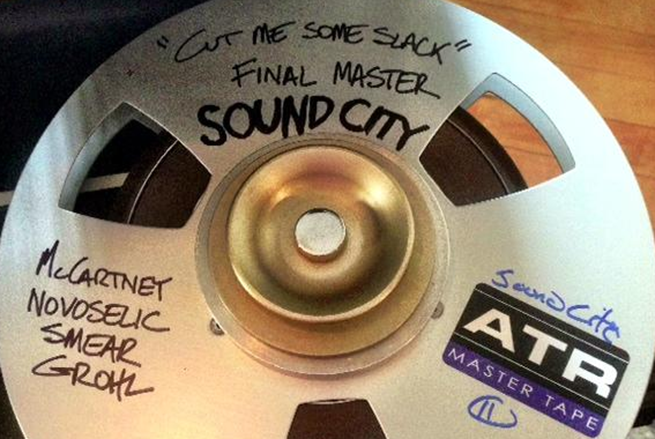 "CUT ME SOME SLACK"
FINAL MASTER
SOUND CITY
McCARTNEY
NOVOSELIC
SMEAR
GROHL
Sound City
ATR
MASTER TAPE